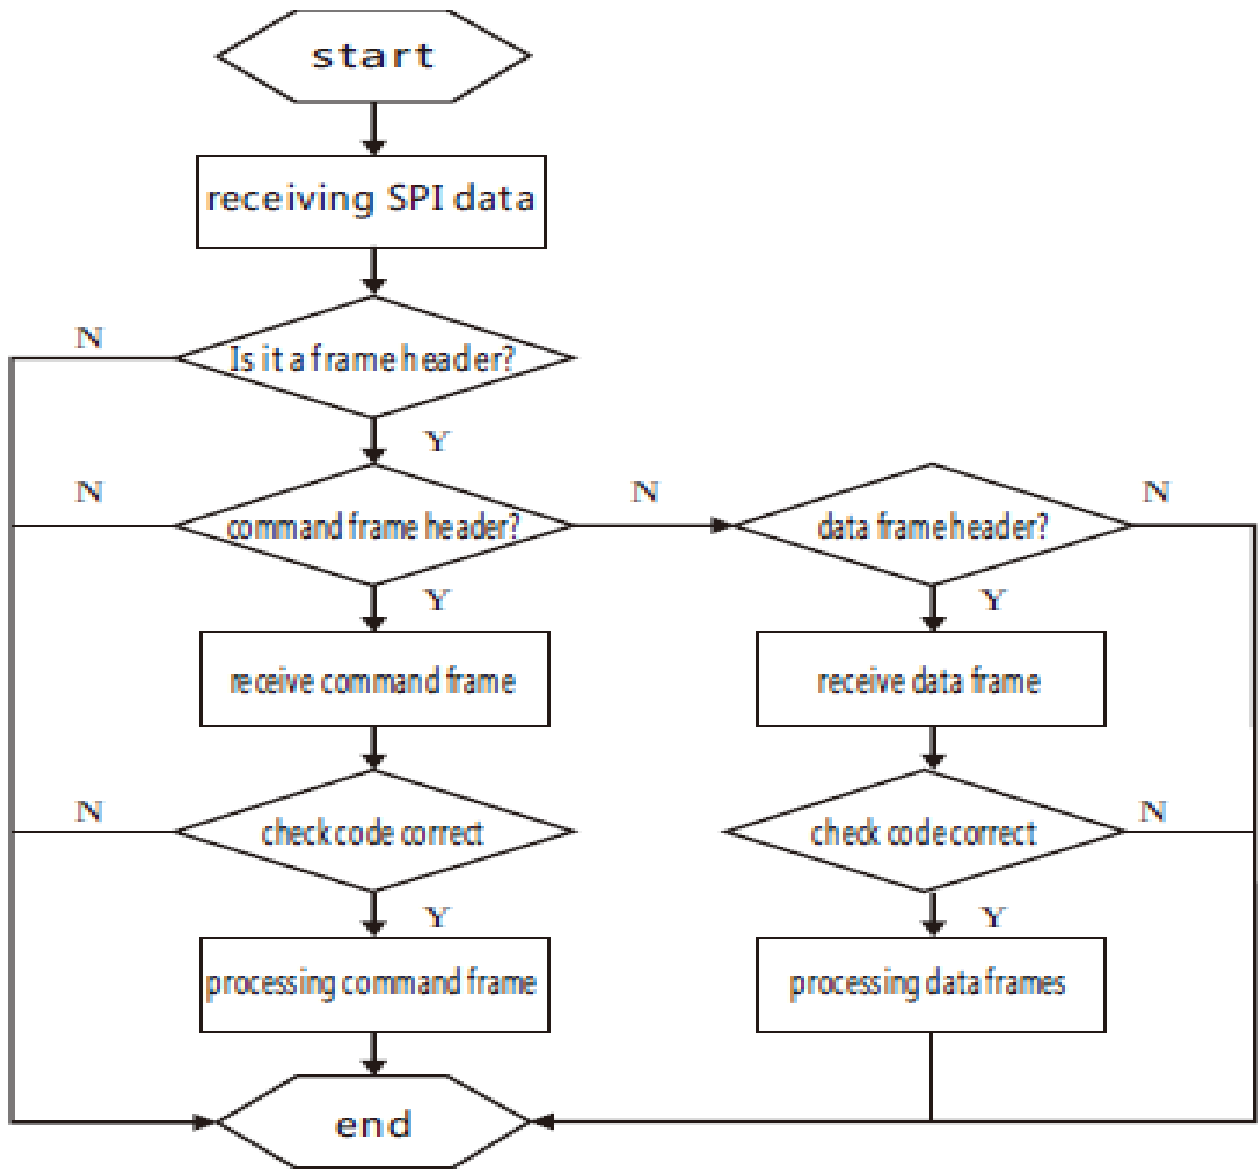 start
receiving SPI data
N
Is it a frame header?
Y
N
command frame header?
N
data frame header?
N
Y
Y
receive command frame
receive data frame
N
check code correct
check code correct
N
Y
Y
processing command frame
processing data frames
end